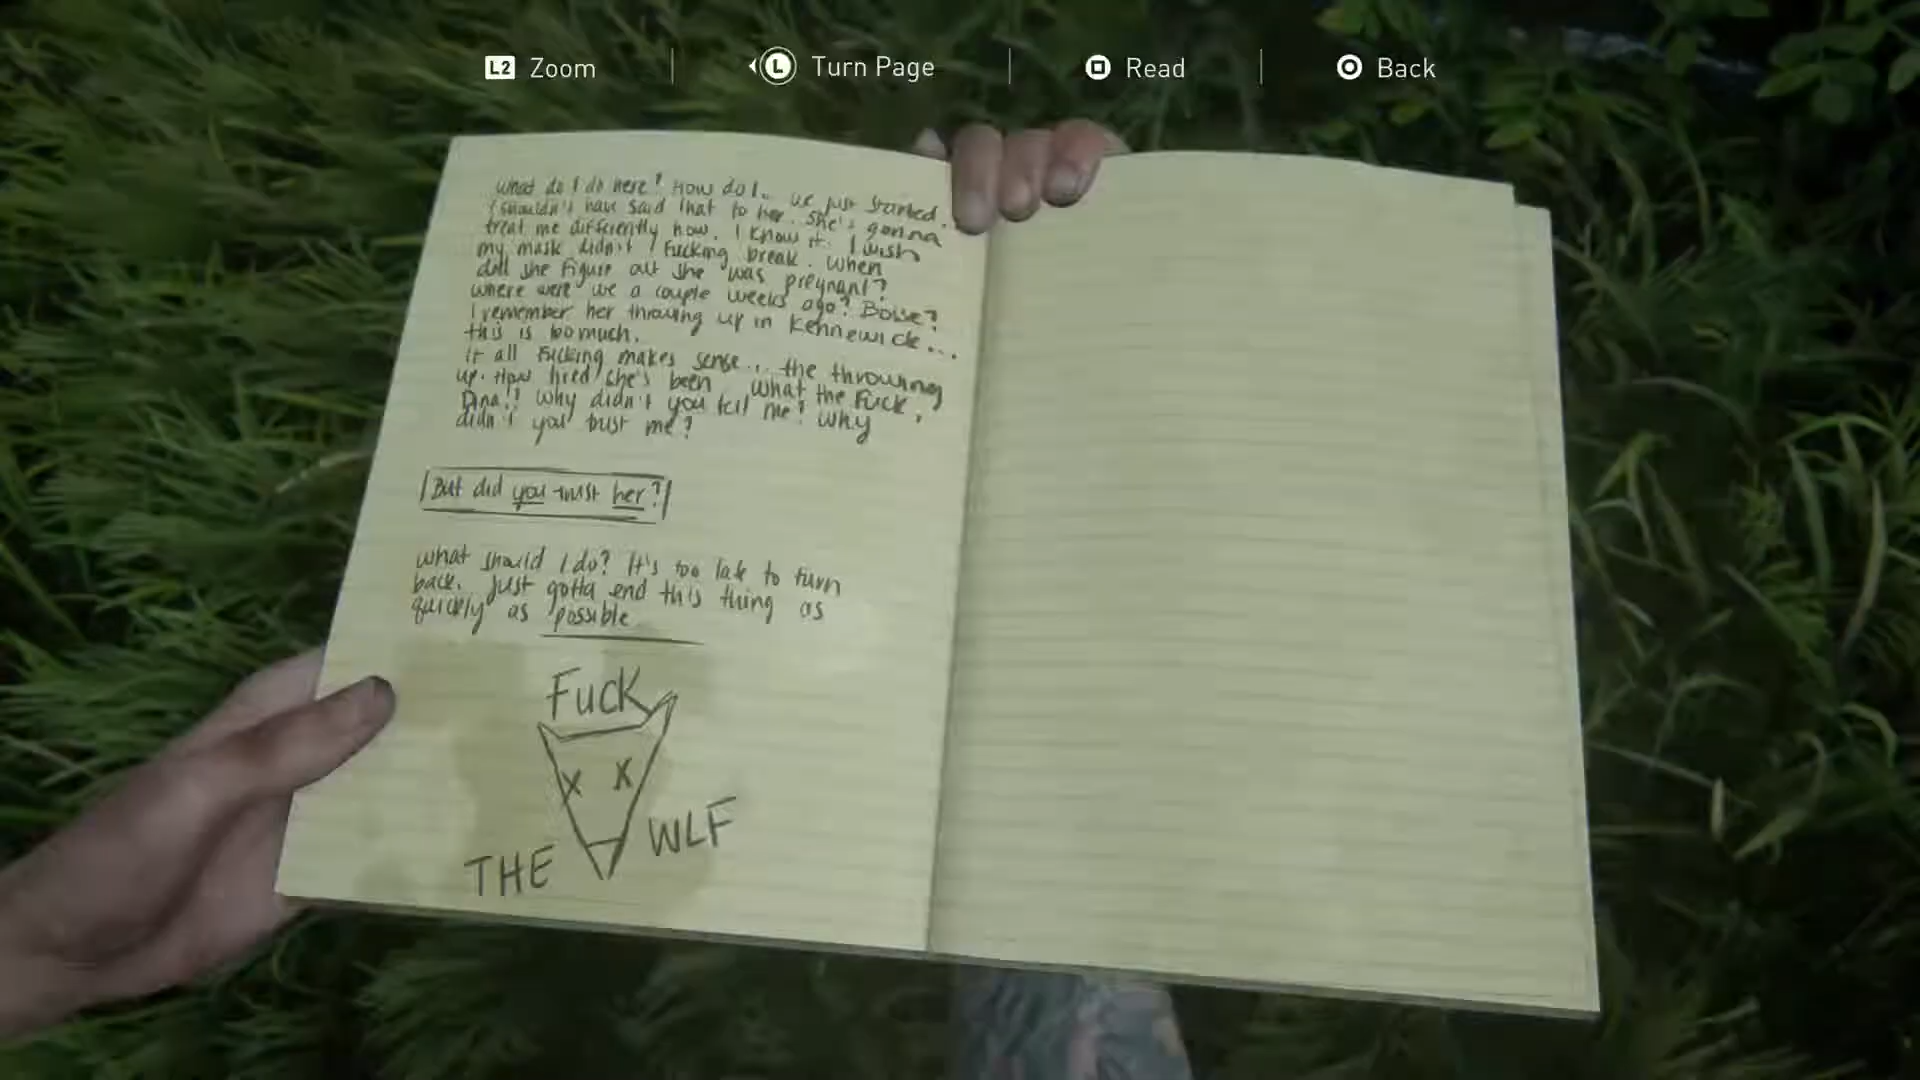 L2 Zoom
L Turn Page
Read
Back
What do I do here? How do I.. we just started.
I shouldn't have said that to her. She's gonna
treat me differently now. I know it. I wish
my mask didn't fucking break. When
did she figure out she was pregnant?
where were we a couple weeks ago? Boise?
I remember her throwing up in Kennewick...
this is too much.
It all fucking makes sense... the throwing
up. How tired she's been. What the Fuck,
Dina!? Why didn't you tell me? Why
didn't you trust me?
But did you trust her?
what should I do? It's too late to turn
back. Just gotta end this thing as
quickly as possible
Fuck
X X
THE WLF